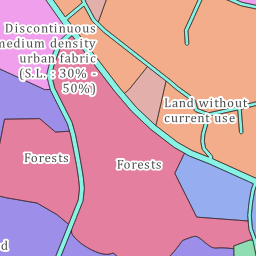 Discontinuous
medium density
urban fabric
(S.L. : 30% -
50%)
Land without
current use
Forests
Forests